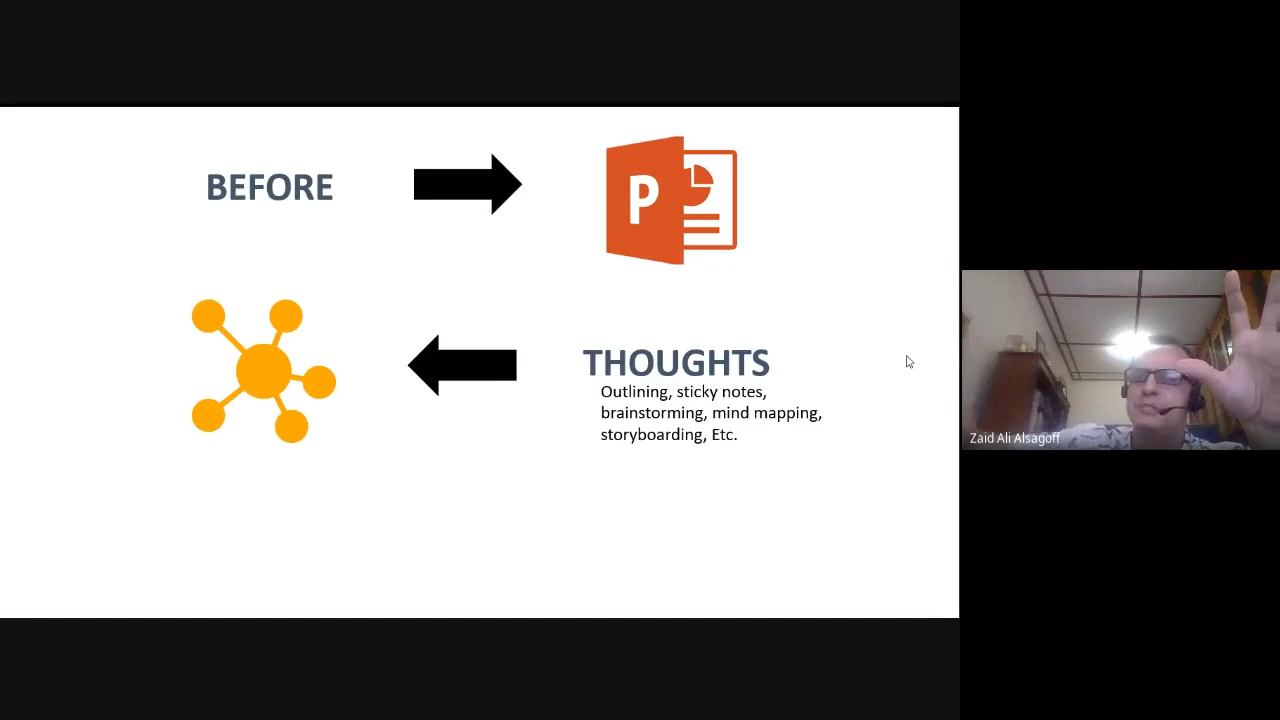 BEFORE
P
THOUGHTS
Outlining, sticky notes,
brainstorming, mind mapping,
storyboarding, Etc.
Zaid Ali Alsagoff